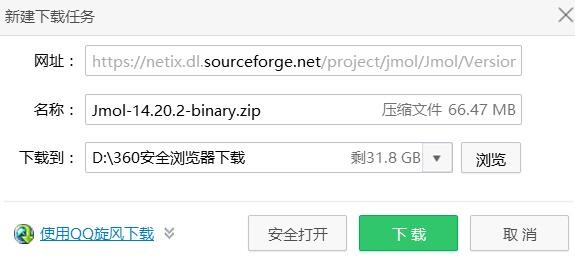 新建下载任务
网址： https://netix.dl.sourceforge.net/project/jmol/Jmol/Version
名称： Jmol-14.20.2-binary.zip 压缩文件 66.47 MB
下载到： D:\360安全浏览器下载 剩31.8 GB 浏览
使用QQ旋风下载 安全打开 下载 取消